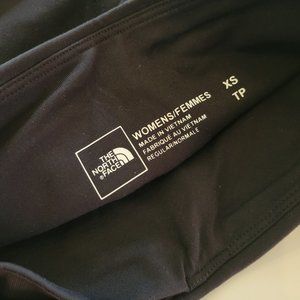 THE
NORTH
FACE
WOMENS/FEMMES
MADE IN VIETNAM
FABRIQUÉ AU VIETNAM
REGULAR/NORMALE
XS
TP